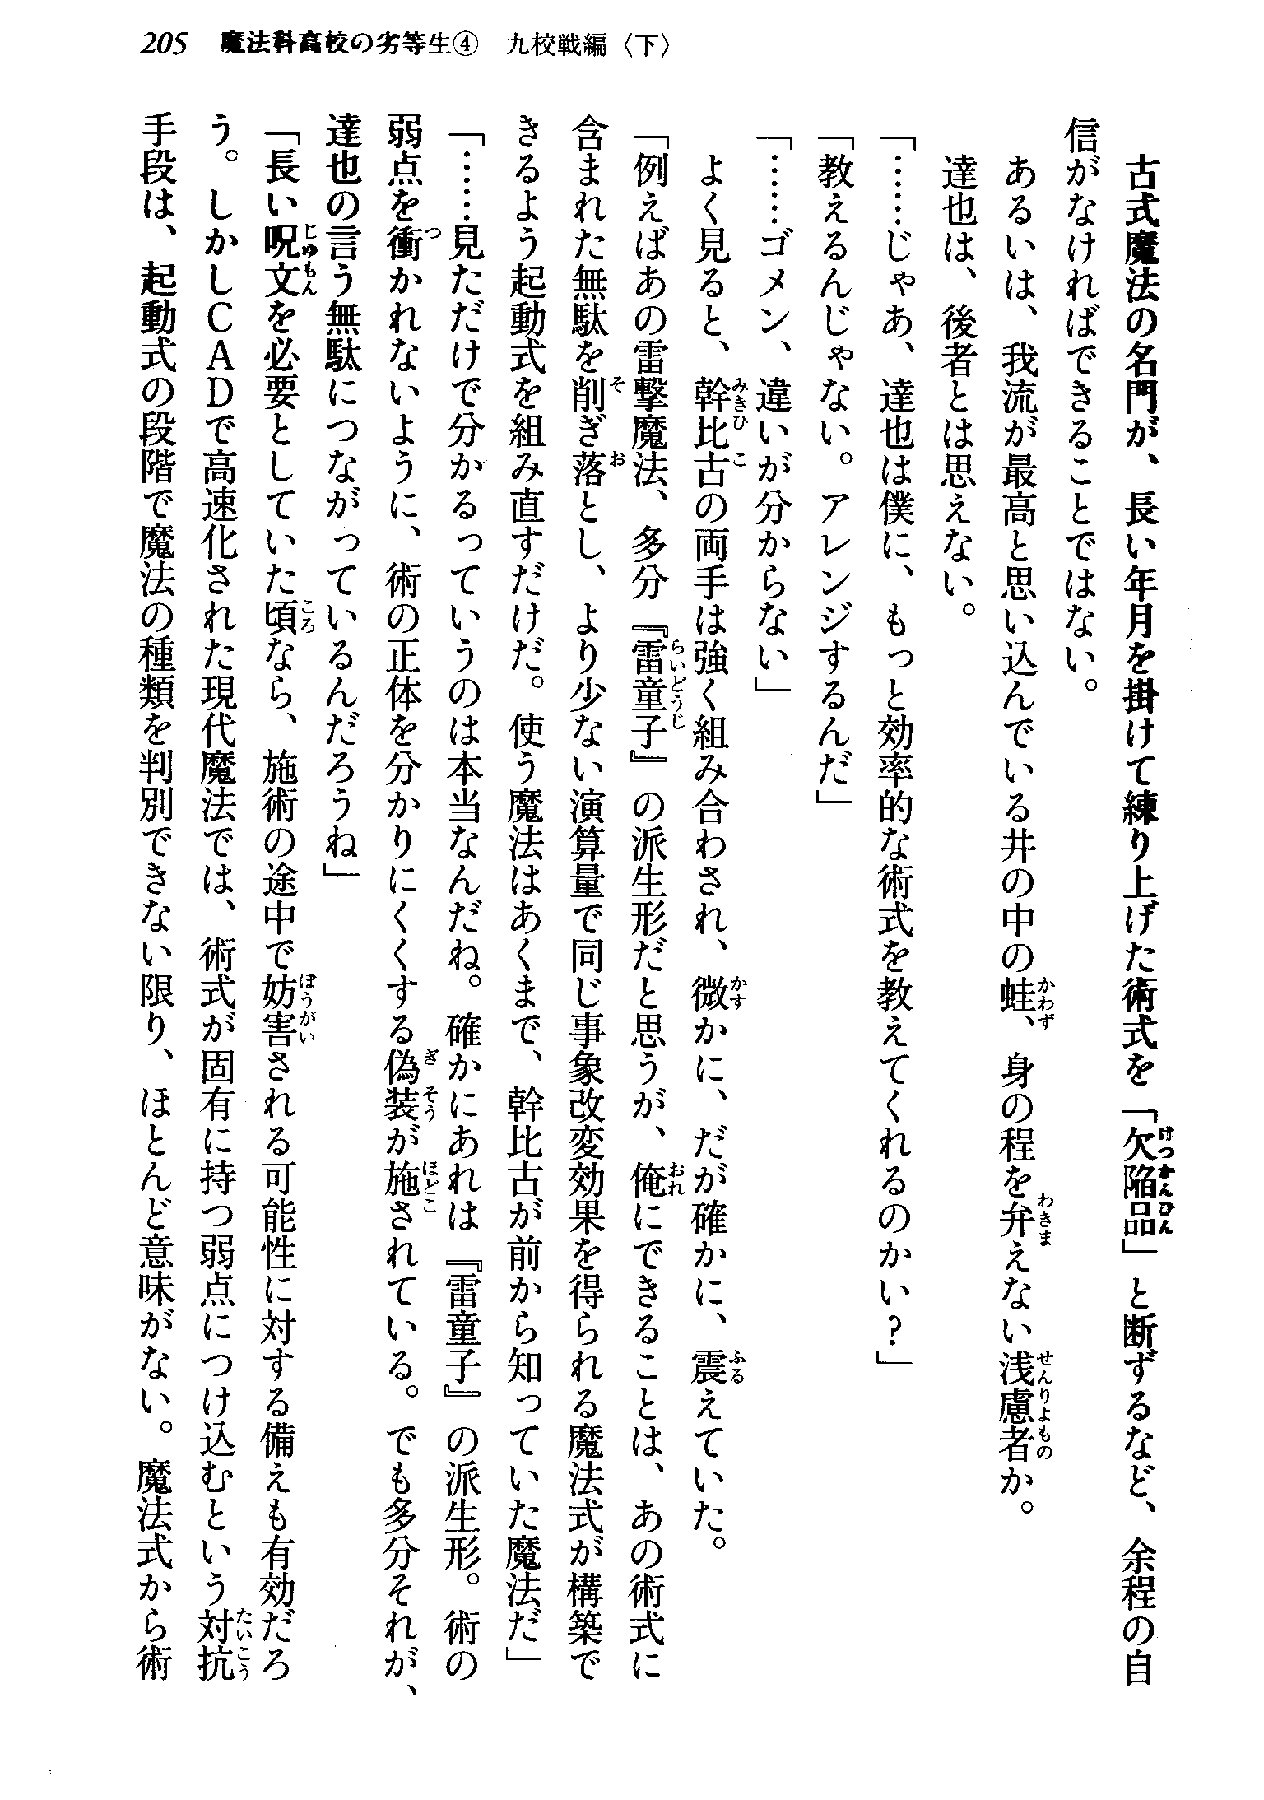 205　魔法科高校の劣等生④　九校戦編〈下〉
　古式魔法の名門が、長い年月を掛けて練り上げた術式を「欠陥品」と断ずるなど、余程の自
信がなければできることではない。
　あるいは、我流が最高と思い込んでいる井の中の蛙、身の程を弁えない浅慮者か。
　達也は、後者とは思えない。
「……じゃあ、達也は僕に、もっと効率的な術式を教えてくれるのかい？」
「教えるんじゃない。アレンジするんだ」
「……ゴメン、違いが分からない」
　よく見ると、幹比古の両手は強く組み合わされ、微かに、だが確かに、震えていた。
「例えばあの雷撃魔法、多分『雷童子』の派生形だと思うが、俺にできることは、あの術式に
含まれた無駄を削ぎ落とし、より少ない演算量で同じ事象改変効果を得られる魔法式が構築で
きるよう起動式を組み直すだけだ。使う魔法はあくまで、幹比古が前から知っていた魔法だ」
「……見ただけで分かるっていうのは本当なんだね。確かにあれは『雷童子』の派生形。術の
弱点を衝かれないように、術の正体を分かりにくくする偽装が施されている。でも多分それが、
達也の言う無駄につながっているんだろうね」
「長い呪文を必要としていた頃なら、施術の途中で妨害される可能性に対する備えも有効だろ
う。しかしＣＡＤで高速化された現代魔法では、術式が固有に持つ弱点につけ込むという対抗
手段は、起動式の段階で魔法の種類を判別できない限り、ほとんど意味がない。魔法式から術